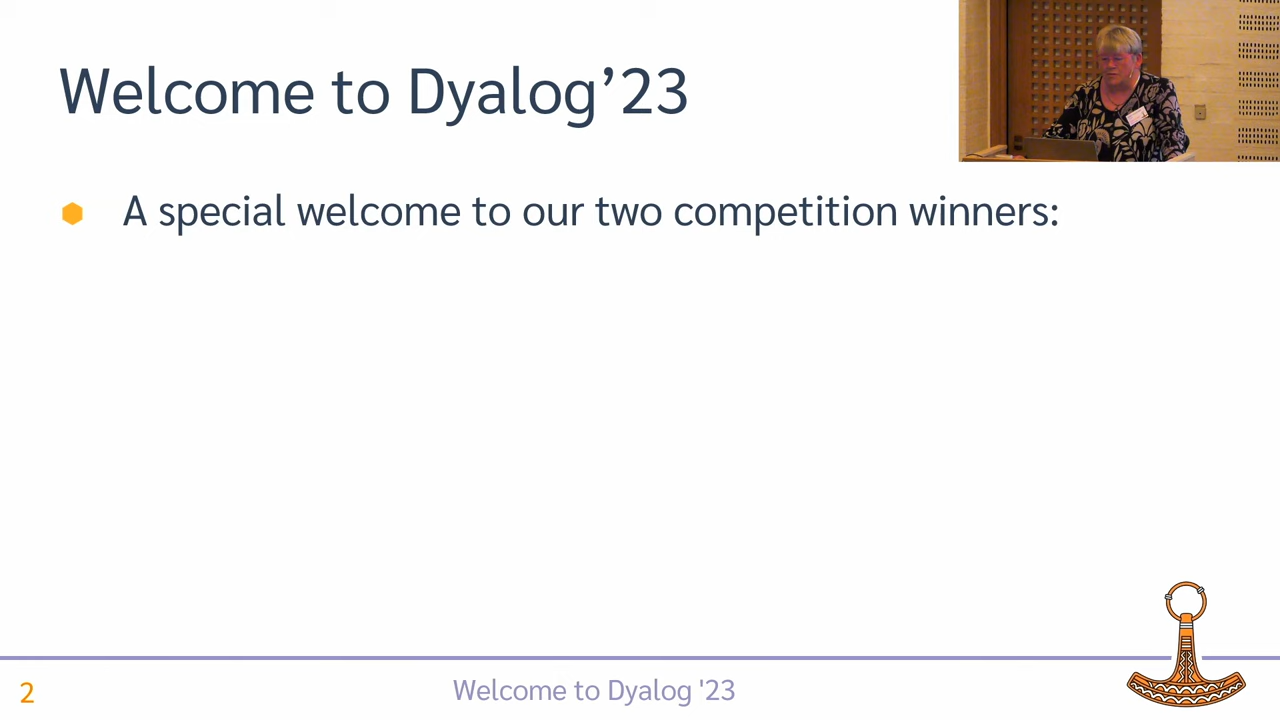 Welcome to Dyalog’23
A special welcome to our two competition winners:
2
Welcome to Dyalog '23